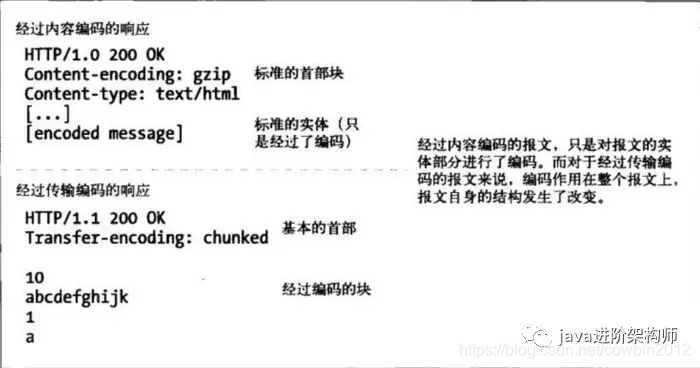 经过内容编码的响应
HTTP/1.0 200 OK
Content-encoding: gzip
标准的首部块
Content-type: text/html
[...]
[encoded message]
标准的实体（只
是经过了编码）
经过内容编码的报文，只是对报文的实
体部分进行了编码。而对于经过传输编
码的报文来说，编码作用在整个报文上，
报文自身的结构发生了改变。
经过传输编码的响应
HTTP/1.1 200 OK
Transfer-encoding: chunked
基本的首部
10
abcdefghijk
经过编码的块
1
a
java进阶架构师
https://blog.csdn.net/cowbin2012